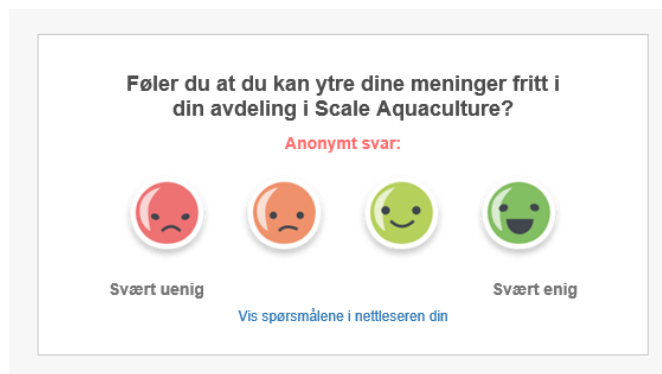 Føler du at du kan ytre dine meninger fritt i
din avdeling i Scale Aquaculture?
Anonymt svar:
Svært uenig
Svært enig
Vis spørsmålene i nettleseren din